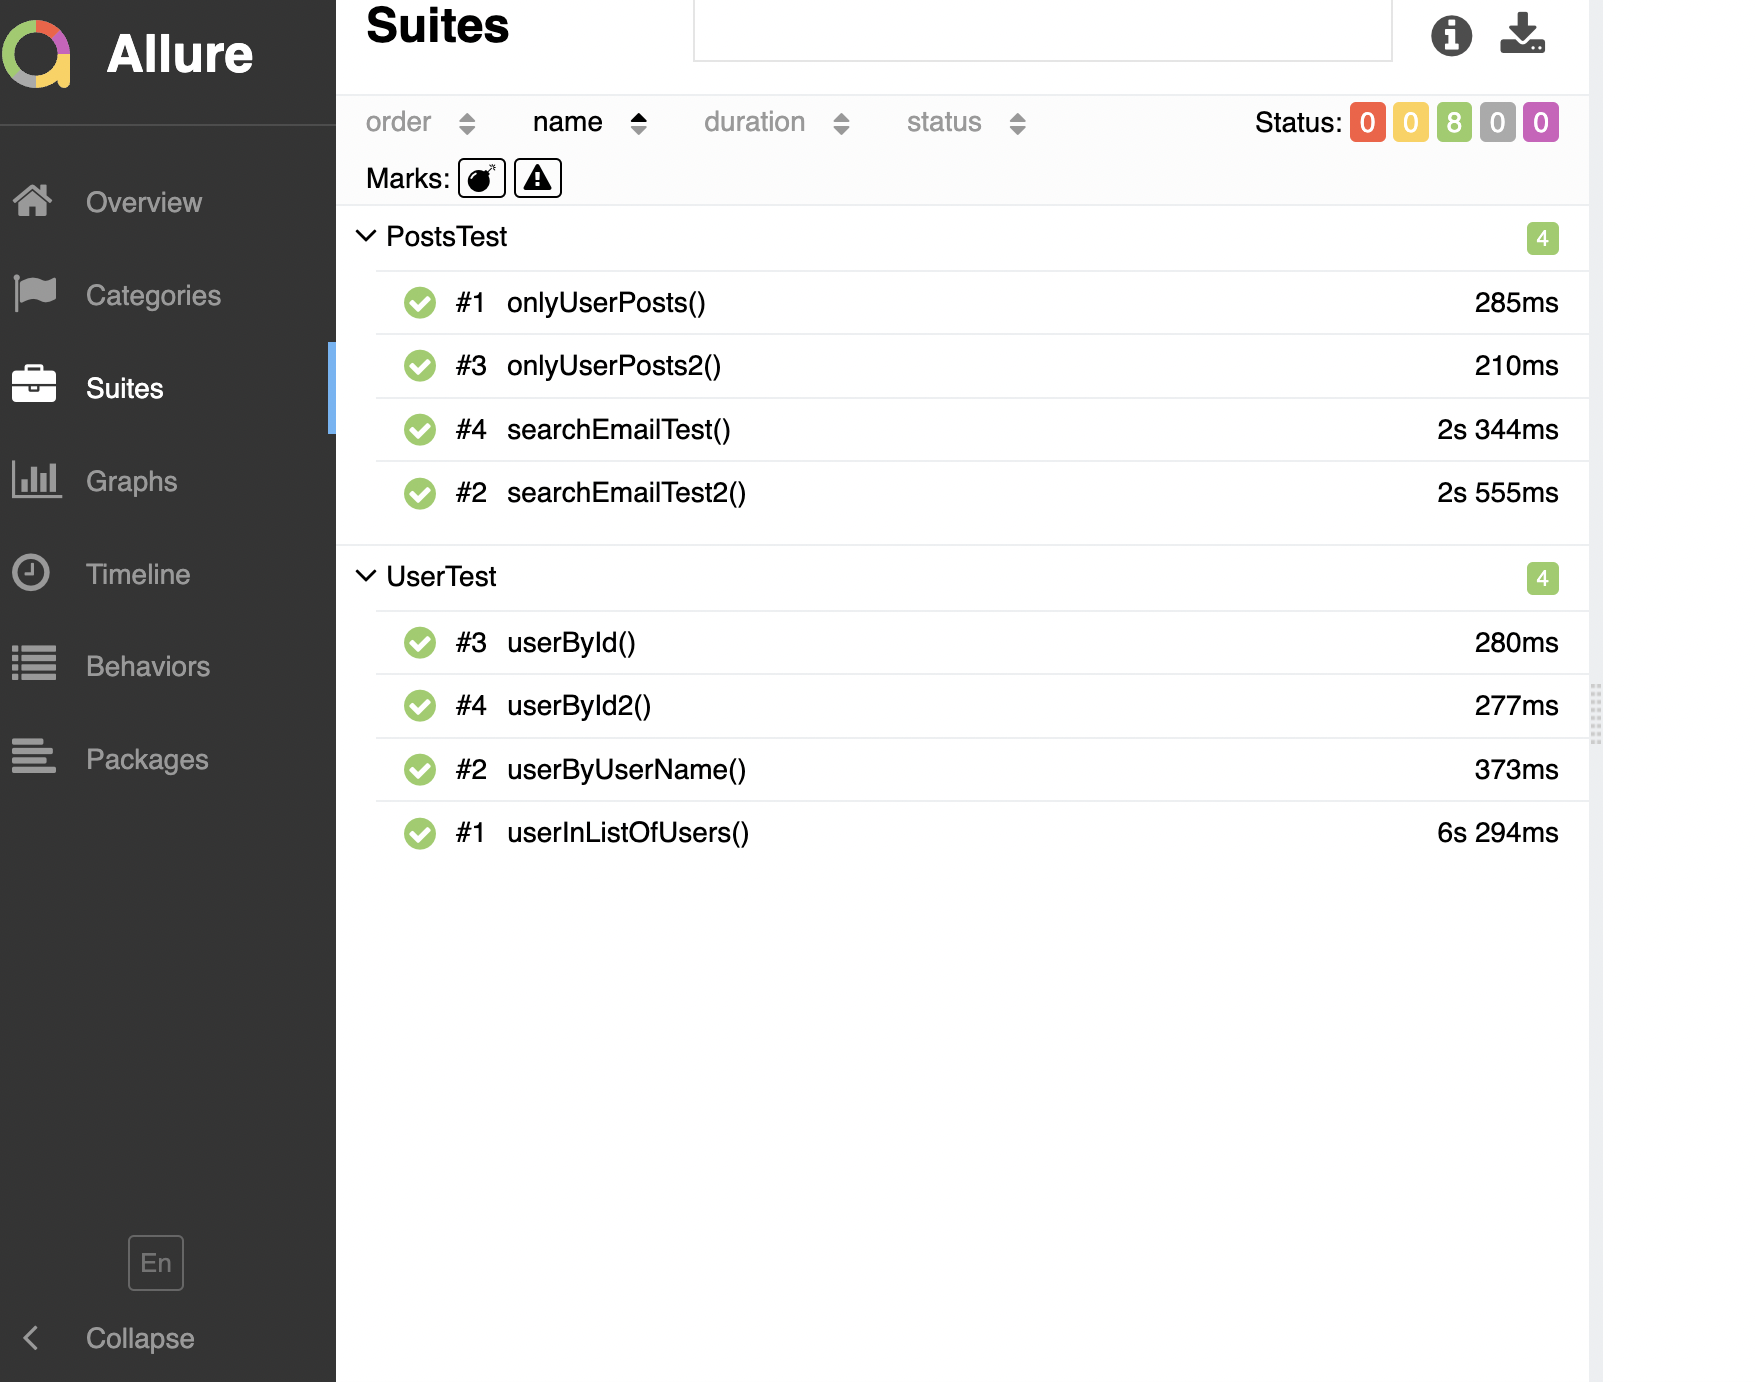 Allure
Overview
Categories
Suites
Graphs
Timeline
Behaviors
Packages
En
Collapse
Suites
order name duration status Status: 0 0 8 0 0
Marks:
PostsTest 4
#1 onlyUserPosts() 285ms
#3 onlyUserPosts2() 210ms
#4 searchEmailTest() 2s 344ms
#2 searchEmailTest2() 2s 555ms
UserTest 4
#3 userById() 280ms
#4 userById2() 277ms
#2 userByUserName() 373ms
#1 userInListOfUsers() 6s 294ms